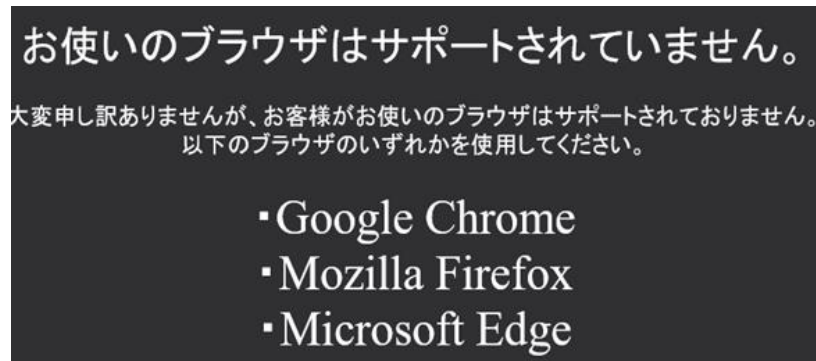 お使いのブラウザはサポートされていません。
大変申し訳ありませんが、お客様がお使いのブラウザはサポートされておりません。
以下のブラウザのいずれかを使用してください。
▪Google Chrome
▪Mozilla Firefox
▪Microsoft Edge